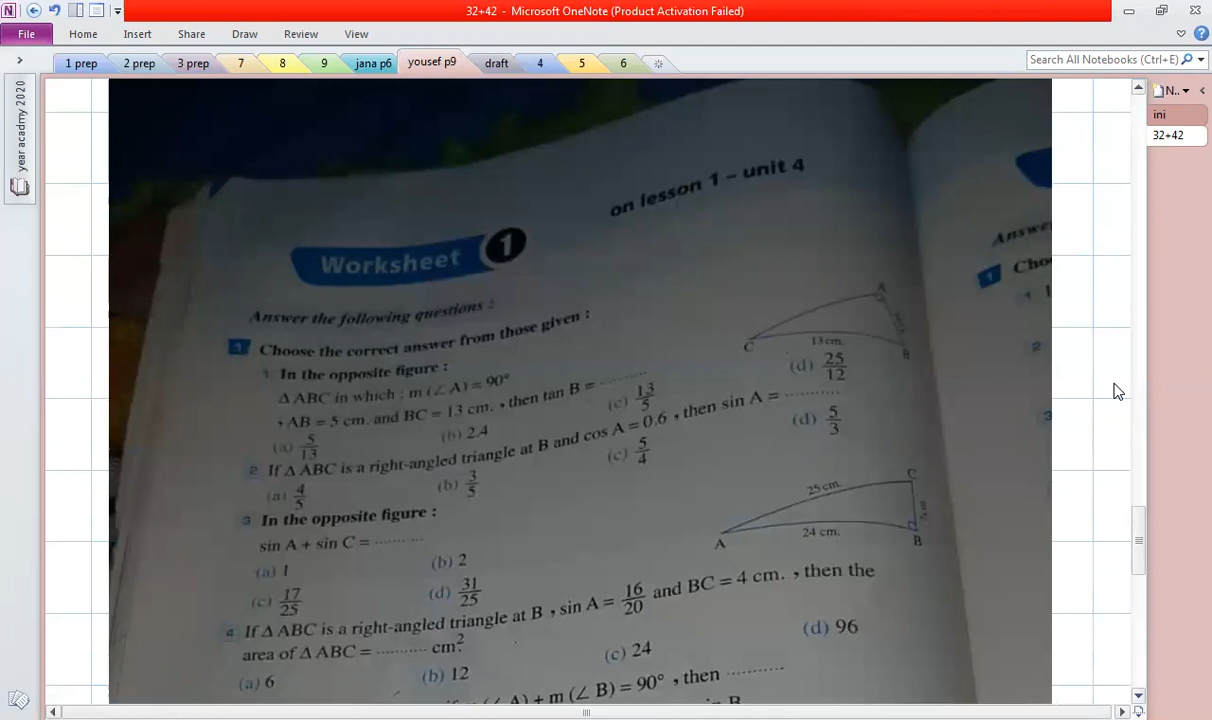 32+42 - Microsoft OneNote (Product Activation Failed)
File Home Insert Share Draw Review View
1 prep 2 prep 3 prep 7 8 9 jana p6 yousef p9 draft 4 5 6
Search All Notebooks (Ctrl+E)
N..
ini
32+42
year academy 2020
on lesson 1 – unit 4
Worksheet 1
Answer the following questions :
1 Choose the correct answer from those given :
1 In the opposite figure :
Δ ABC in which : m (∠ A) = 90°
, AB = 5 cm. and BC = 13 cm. , then tan B = ..........
(a) 5/13 (b) 2.4 (c) 13/5 (d) 25/12
A
C
B
13 cm.
2 If Δ ABC is a right-angled triangle at B and cos A = 0.6 , then sin A = ..........
(a) 4/5 (b) 3/5 (c) 5/4 (d) 5/3
3 In the opposite figure :
sin A + sin C = ..........
(a) 1 (b) 2
(c) 17/25 (d) 31/25
C
25 cm.
A
24 cm.
B
4 If Δ ABC is a right-angled triangle at B , sin A = 16/20 and BC = 4 cm. , then the
area of Δ ABC = .......... cm².
(a) 6 (b) 12 (c) 24 (d) 96
(∠ A) + m (∠ B) = 90° , then ..........
Answe
1 Cho
1
2
3